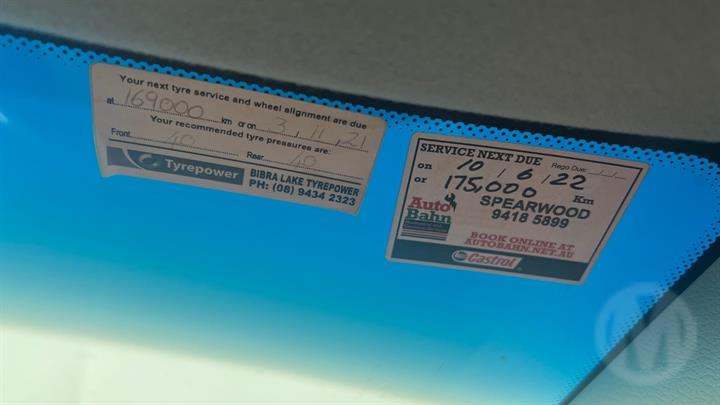 Your next tyre service and wheel alignment are due
at 169000 km or on 3, 11, 21
Your recommended tyre pressures are:
Front 40 Rear 40
Tyrepower
BIBRA LAKE TYREPOWER
PH: (08) 9434 2323
SERVICE NEXT DUE
on 10 / 6 / 22 Rego Due: / /
or 175,000 Km
Auto Bahn
SPEARWOOD
9418 5899
BOOK ONLINE AT
AUTOBAHN.NET.AU
Castrol
M